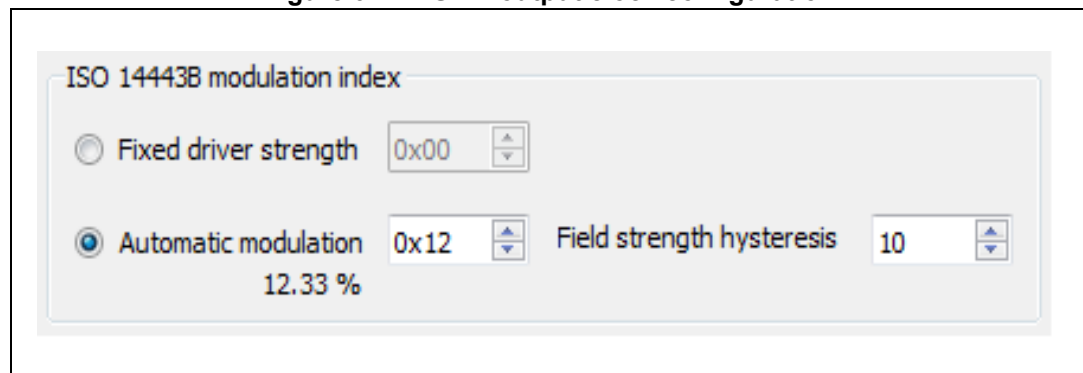 ISO 14443B modulation index
Fixed driver strength 0x00
Automatic modulation 0x12 Field strength hysteresis 10
12.33 %